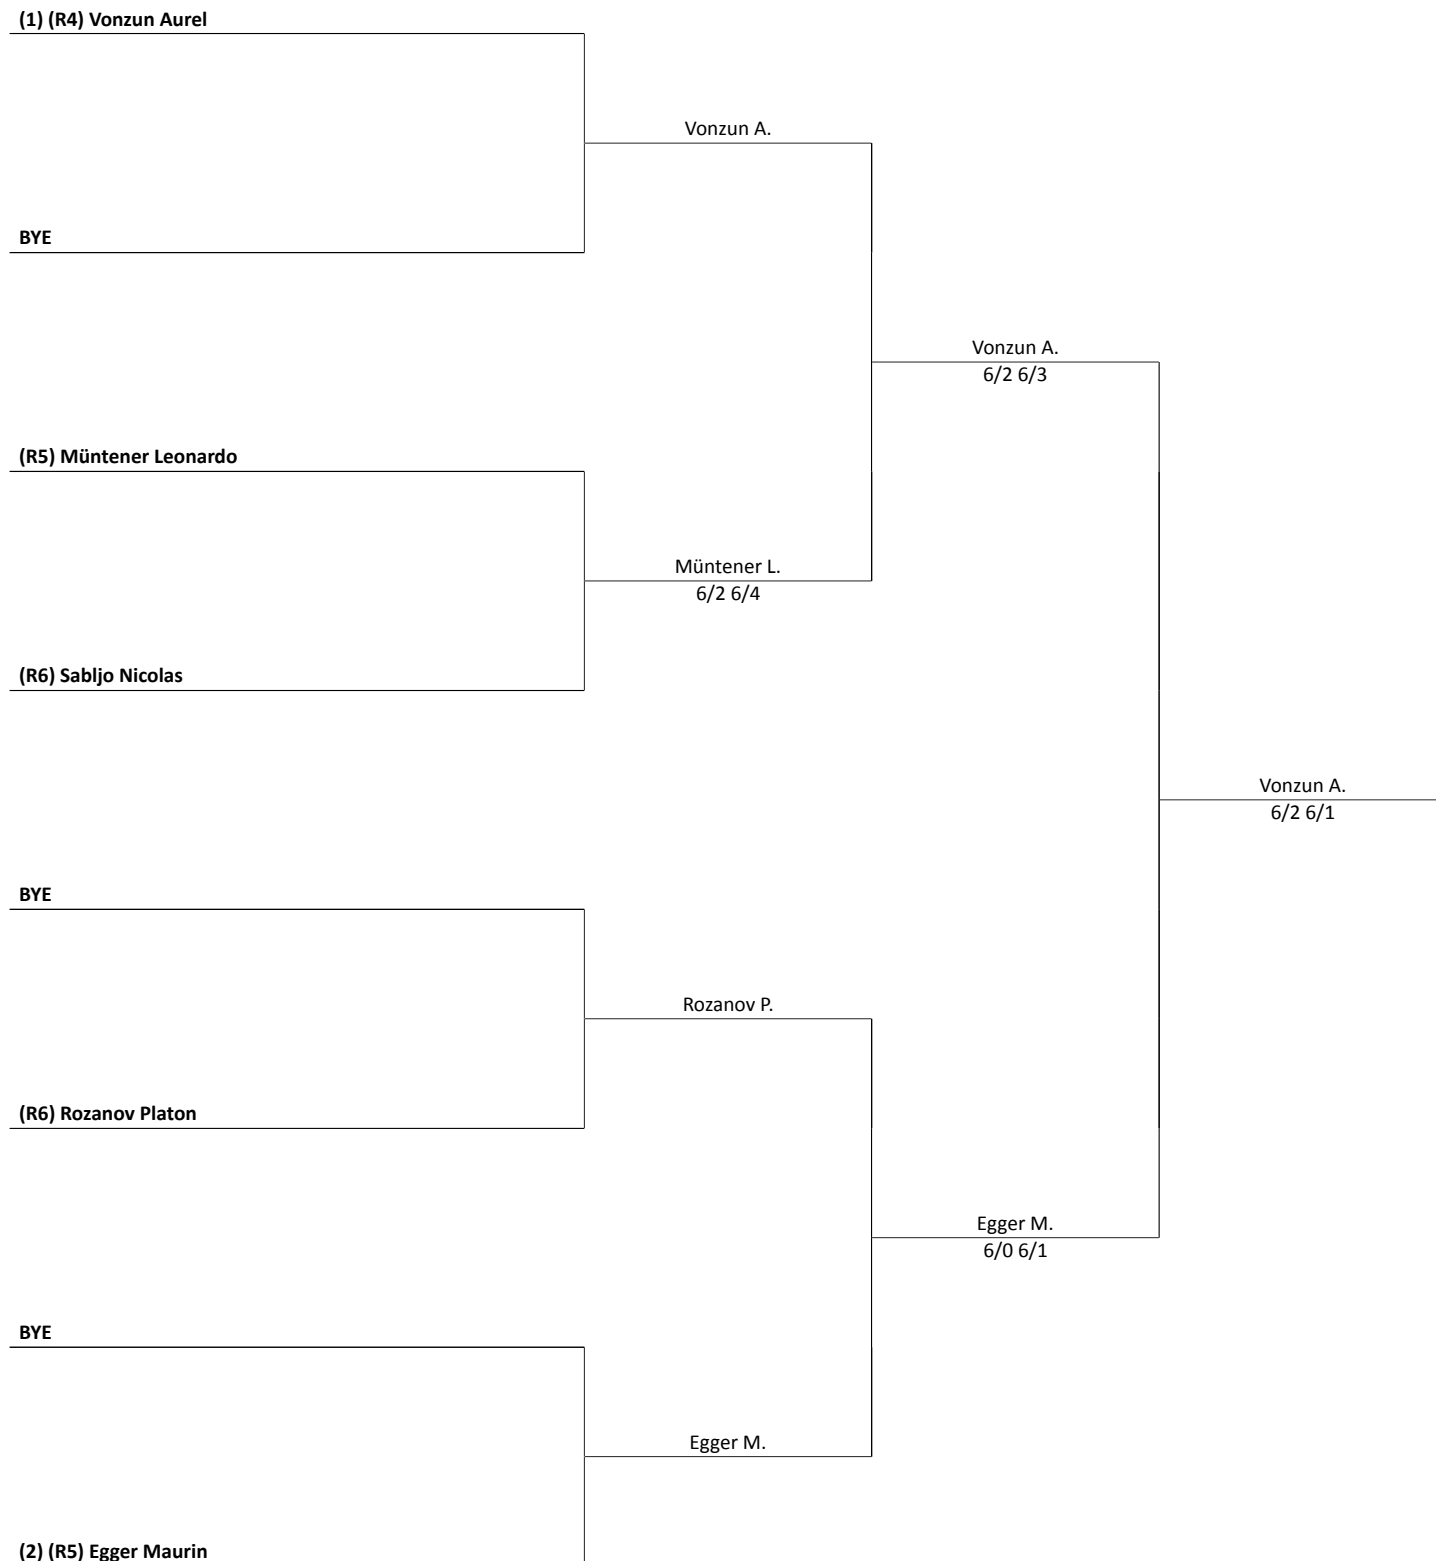 (1) (R4) Vonzun Aurel
Vonzun A.
BYE
Vonzun A.
6/2 6/3
(R5) Müntener Leonardo
Müntener L.
6/2 6/4
(R6) Sabljo Nicolas
Vonzun A.
6/2 6/1
BYE
Rozanov P.
(R6) Rozanov Platon
Egger M.
6/0 6/1
BYE
Egger M.
(2) (R5) Egger Maurin